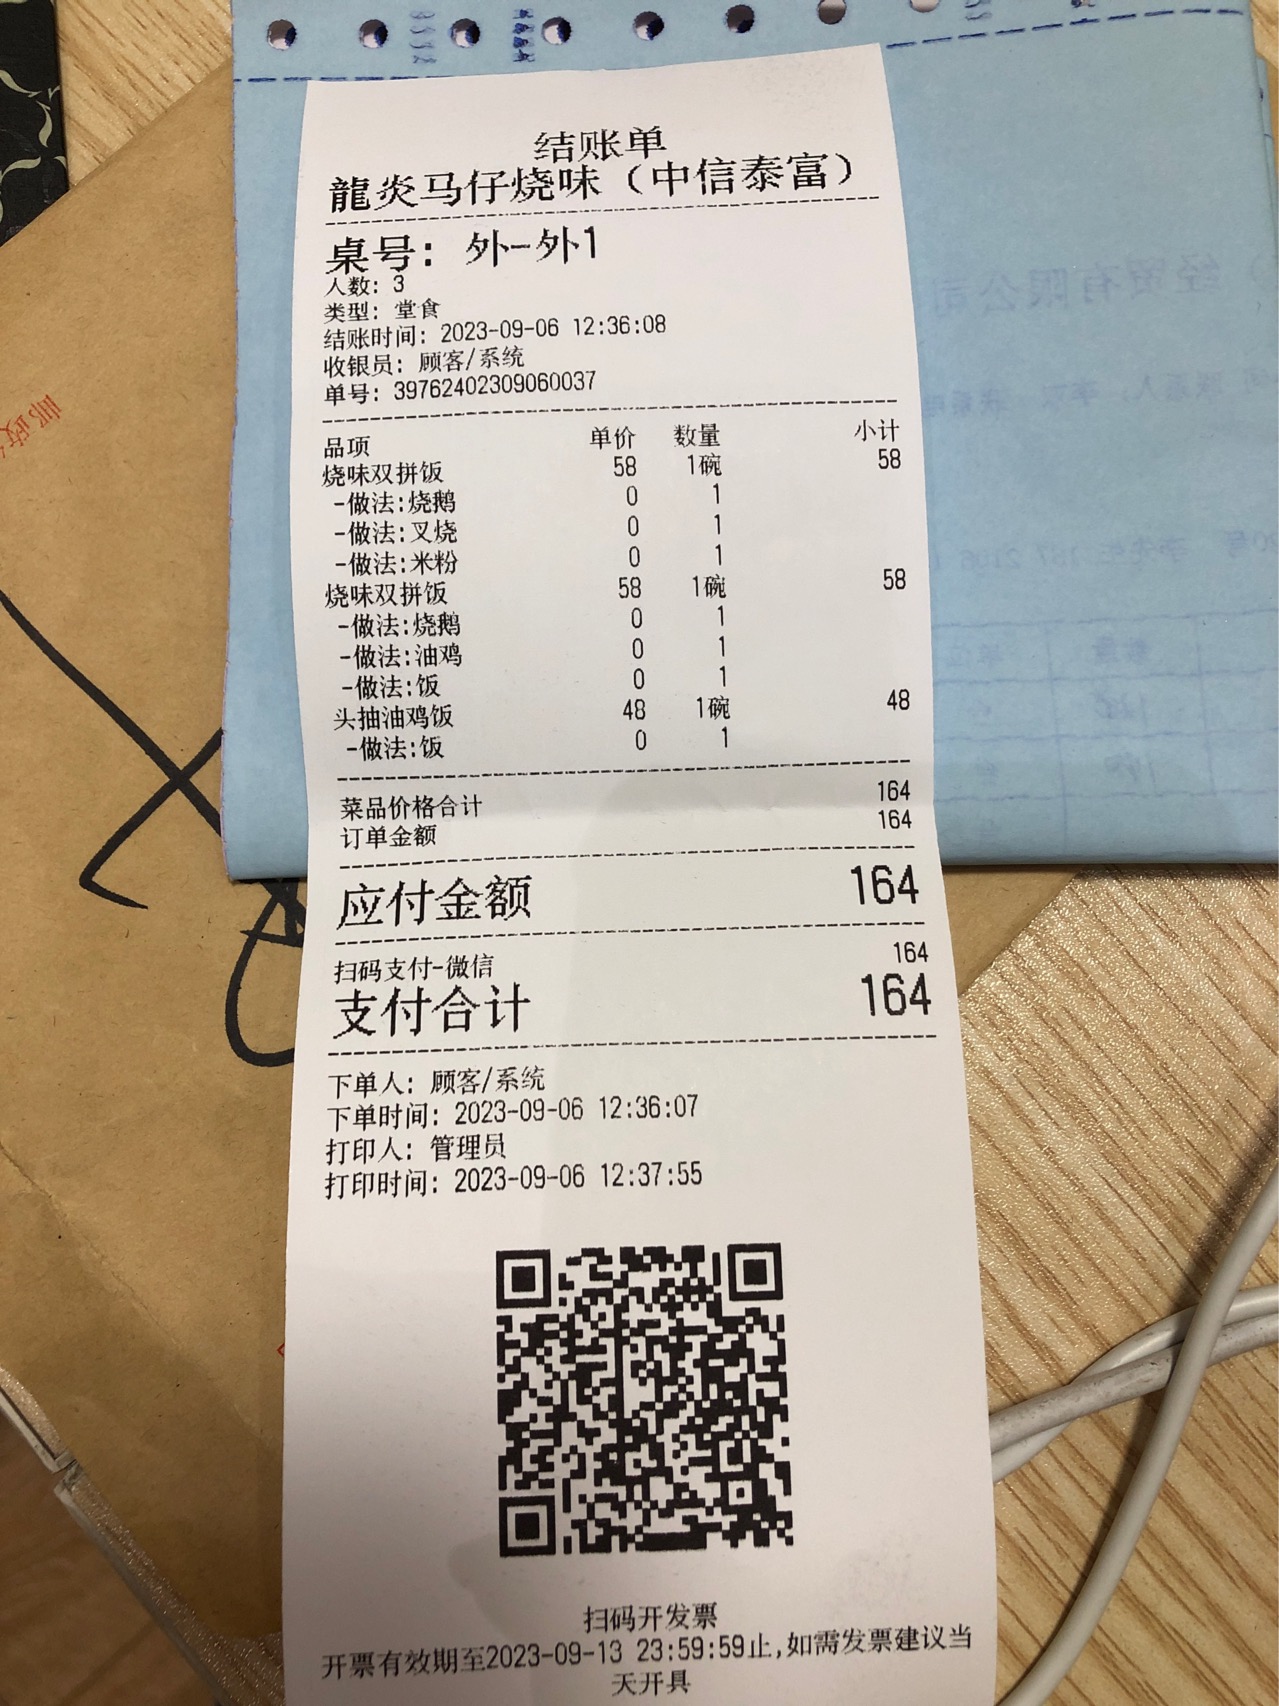 结账单
龍炎马仔烧味（中信泰富）
桌号: 外-外1
人数: 3
类型: 堂食
结账时间: 2023-09-06 12:36:08
收银员: 顾客/系统
单号: 39762402309060037
品项 单价 数量 小计
烧味双拼饭 58 1碗 58
-做法:烧鹅 0 1
-做法:叉烧 0 1
-做法:米粉 0 1
烧味双拼饭 58 1碗 58
-做法:烧鹅 0 1
-做法:油鸡 0 1
-做法:饭 0 1
头抽油鸡饭 48 1碗 48
-做法:饭 0 1
菜品价格合计 164
订单金额 164
应付金额 164
扫码支付-微信 164
支付合计 164
下单人: 顾客/系统
下单时间: 2023-09-06 12:36:07
打印人: 管理员
打印时间: 2023-09-06 12:37:55
扫码开发票
开票有效期至2023-09-13 23:59:59止,如需发票建议当
天开具